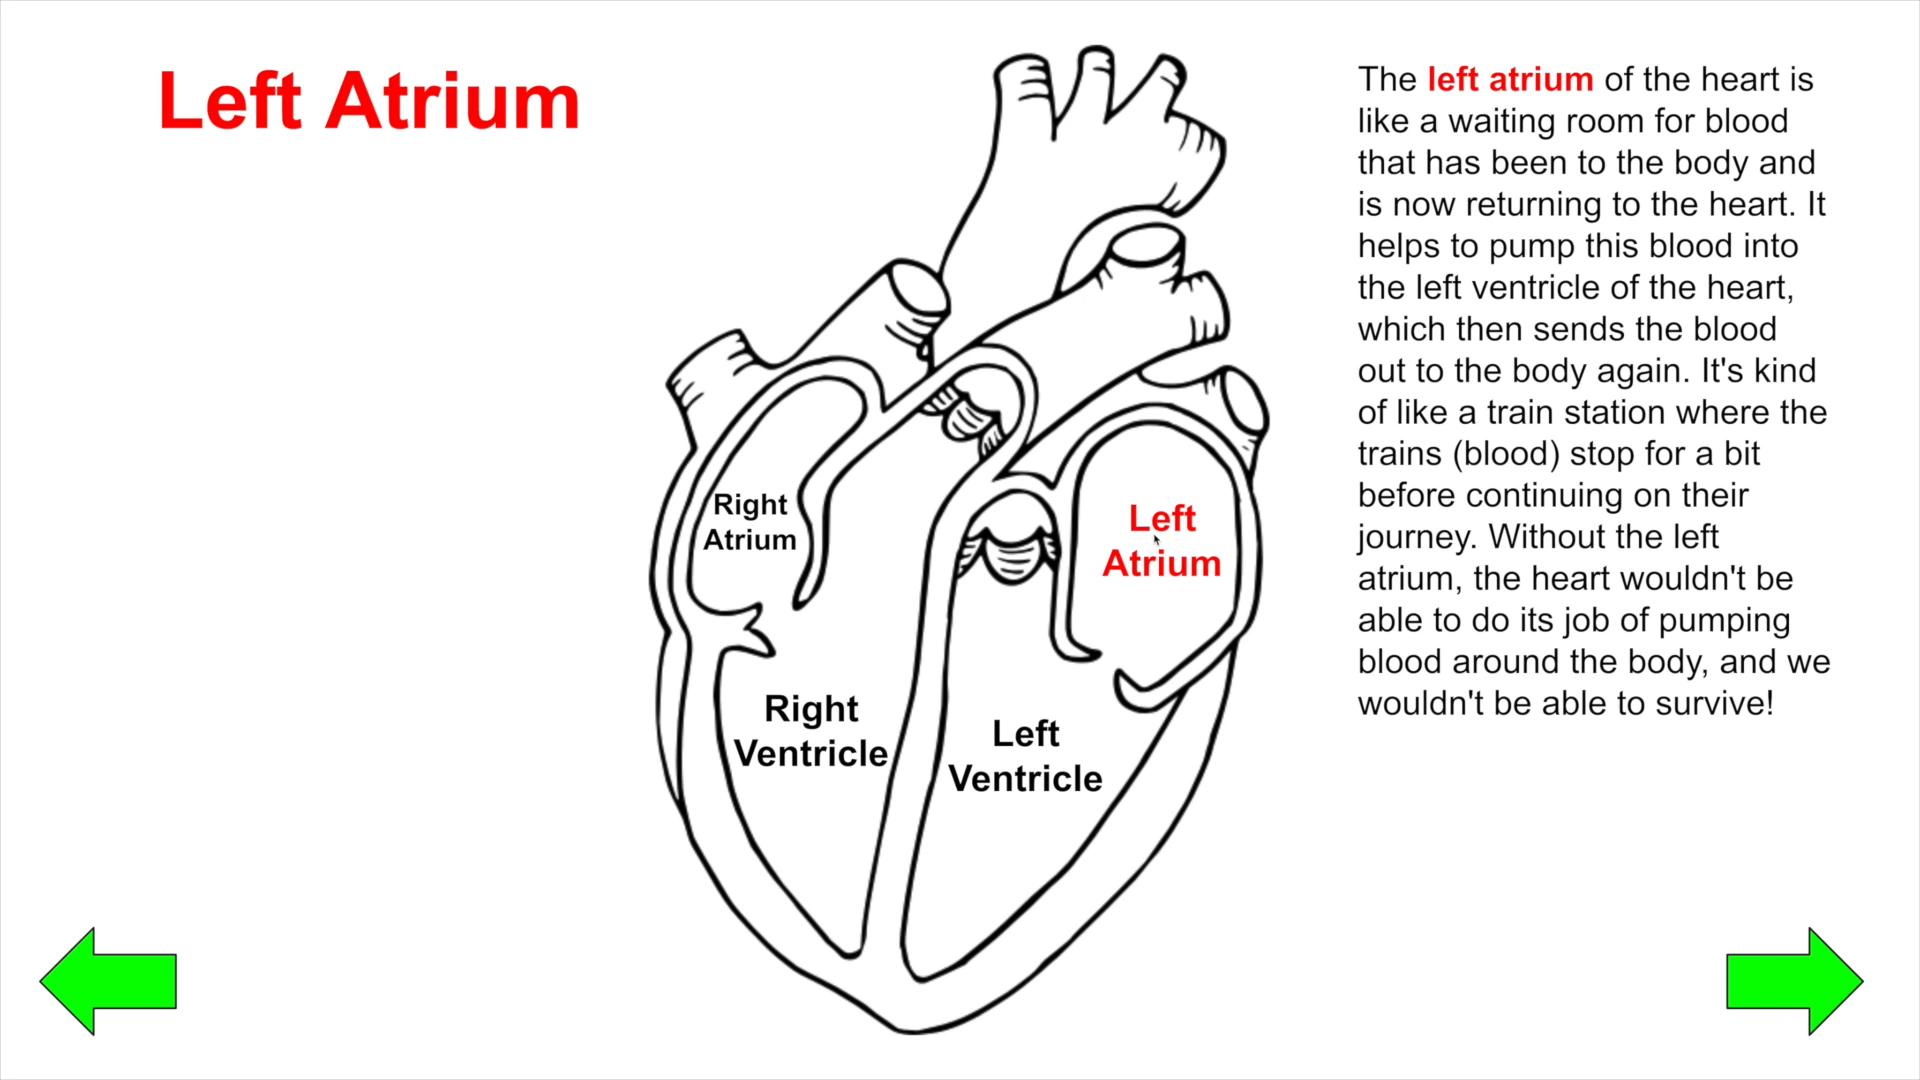 Left Atrium
Right
Atrium
Left
Atrium
Right
Ventricle
Left
Ventricle
The left atrium of the heart is
like a waiting room for blood
that has been to the body and
is now returning to the heart. It
helps to pump this blood into
the left ventricle of the heart,
which then sends the blood
out to the body again. It's kind
of like a train station where the
trains (blood) stop for a bit
before continuing on their
journey. Without the left
atrium, the heart wouldn't be
able to do its job of pumping
blood around the body, and we
wouldn't be able to survive!